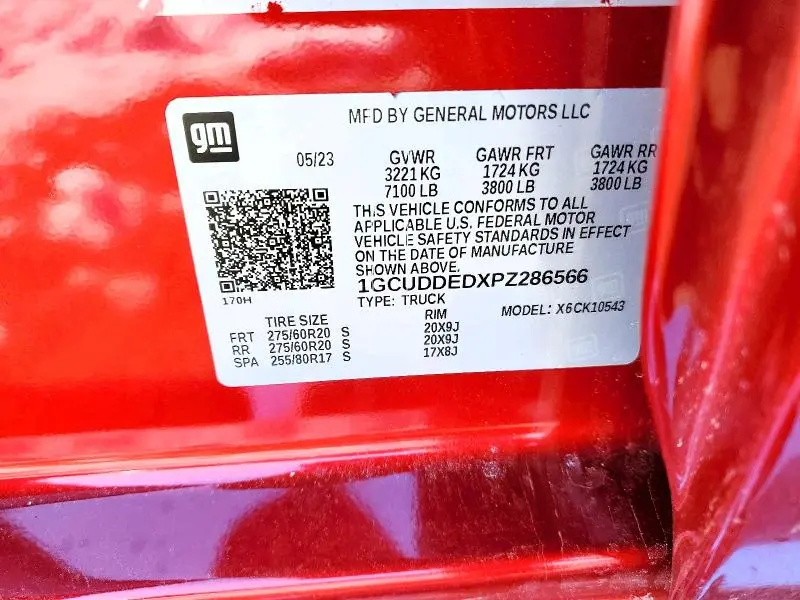 gm
MFD BY GENERAL MOTORS LLC
05/23
GVWR GAWR FRT GAWR RR
3221 KG 1724 KG 1724 KG
7100 LB 3800 LB 3800 LB
THIS VEHICLE CONFORMS TO ALL
APPLICABLE U.S. FEDERAL MOTOR
VEHICLE SAFETY STANDARDS IN EFFECT
ON THE DATE OF MANUFACTURE
SHOWN ABOVE.
1GCUDDEDXPZ286566
170H
TYPE: TRUCK
MODEL: X6CK10543
TIRE SIZE RIM
FRT 275/60R20 S 20X9J
RR 275/60R20 S 20X9J
SPA 255/80R17 S 17X8J